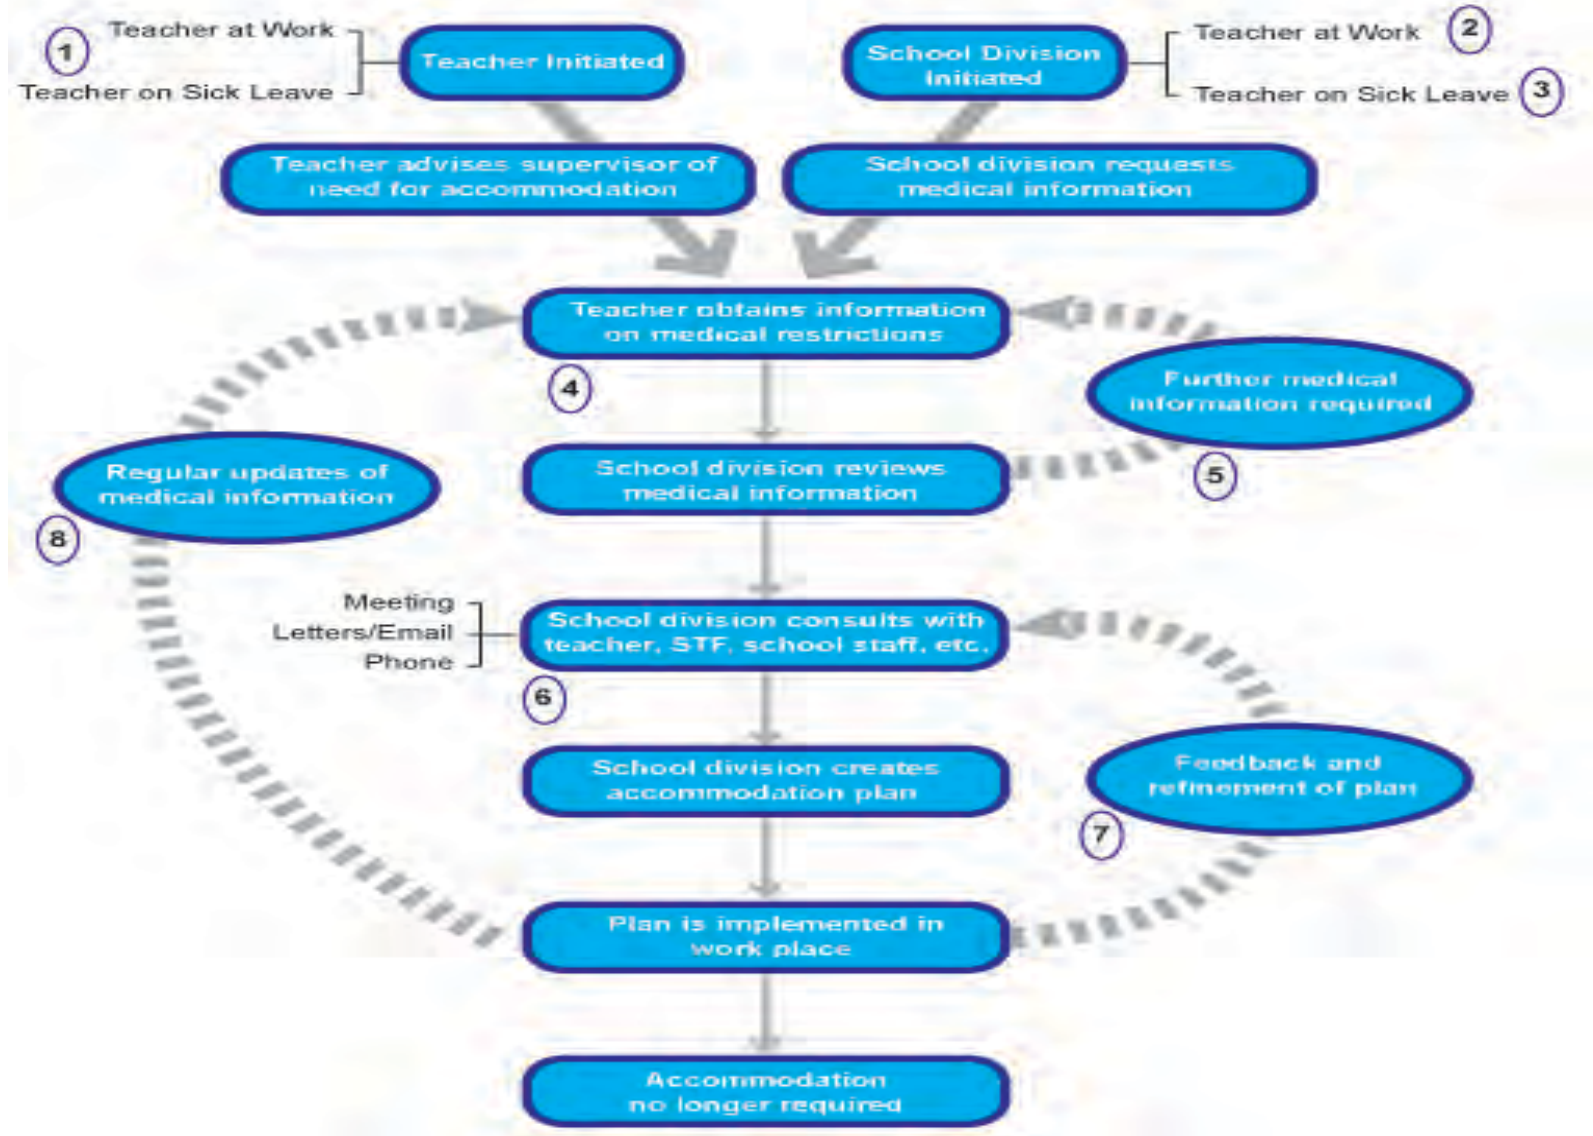 1
Teacher at Work
Teacher on Sick Leave
Teacher Initiated
School Division
Initiated
Teacher at Work
2
Teacher on Sick Leave
3
Teacher advises supervisor of
need for accommodation
School division requests
medical information
Teacher obtains information
on medical restrictions
4
Further medical
information required
5
School division reviews
medical information
Regular updates of
medical information
8
Meeting
Letters/Email
Phone
School division consults with
teacher, STF, school staff, etc.
6
School division creates
accommodation plan
Feedback and
refinement of plan
7
Plan is implemented in
work place
Accommodation
no longer required